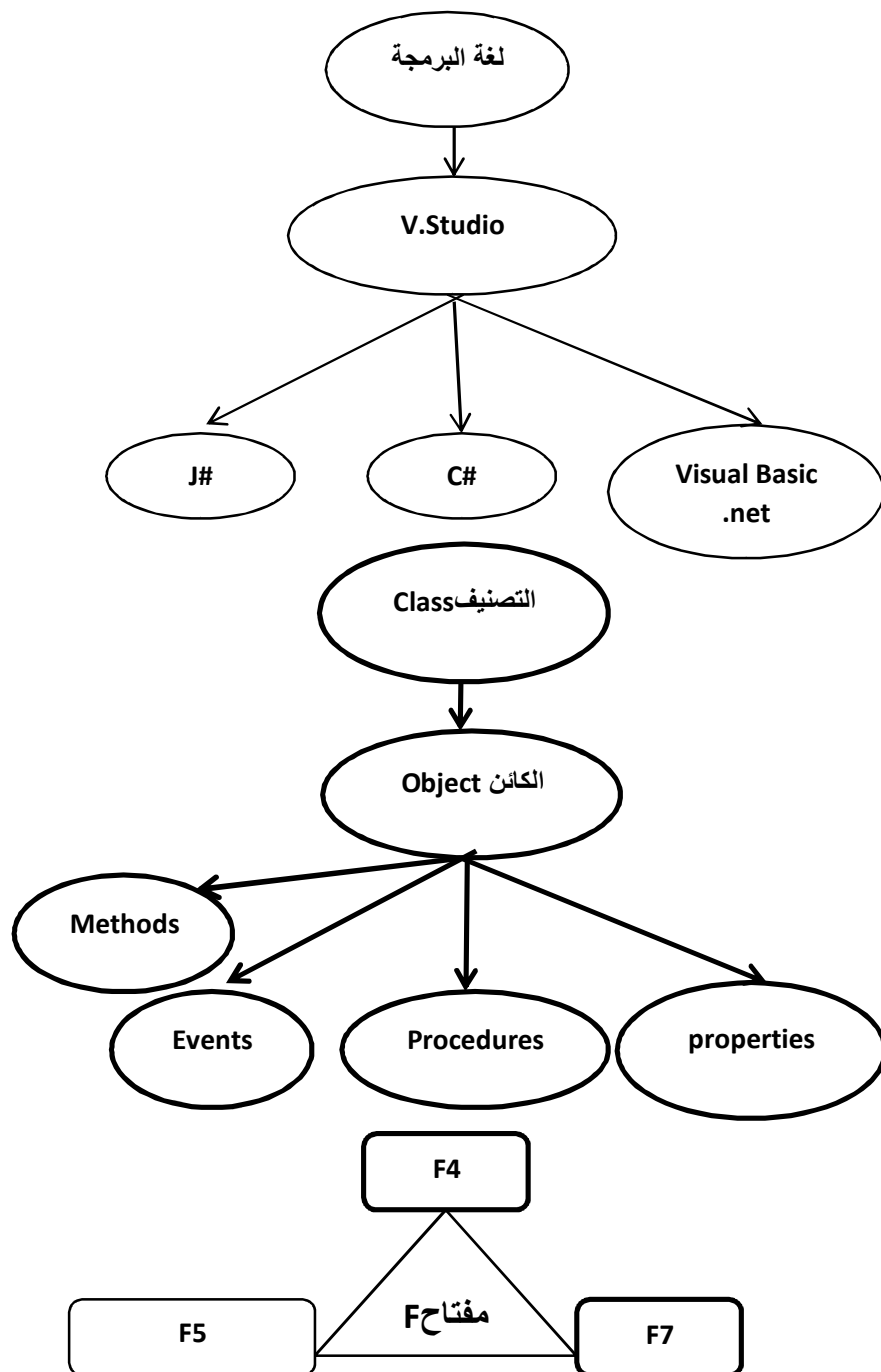 لغة البرمجة
V.Studio
J#
C#
Visual Basic
.net
التصنيفClass
الكائن Object
Methods
Events
Procedures
properties
F4
مفتاحF
F5
F7